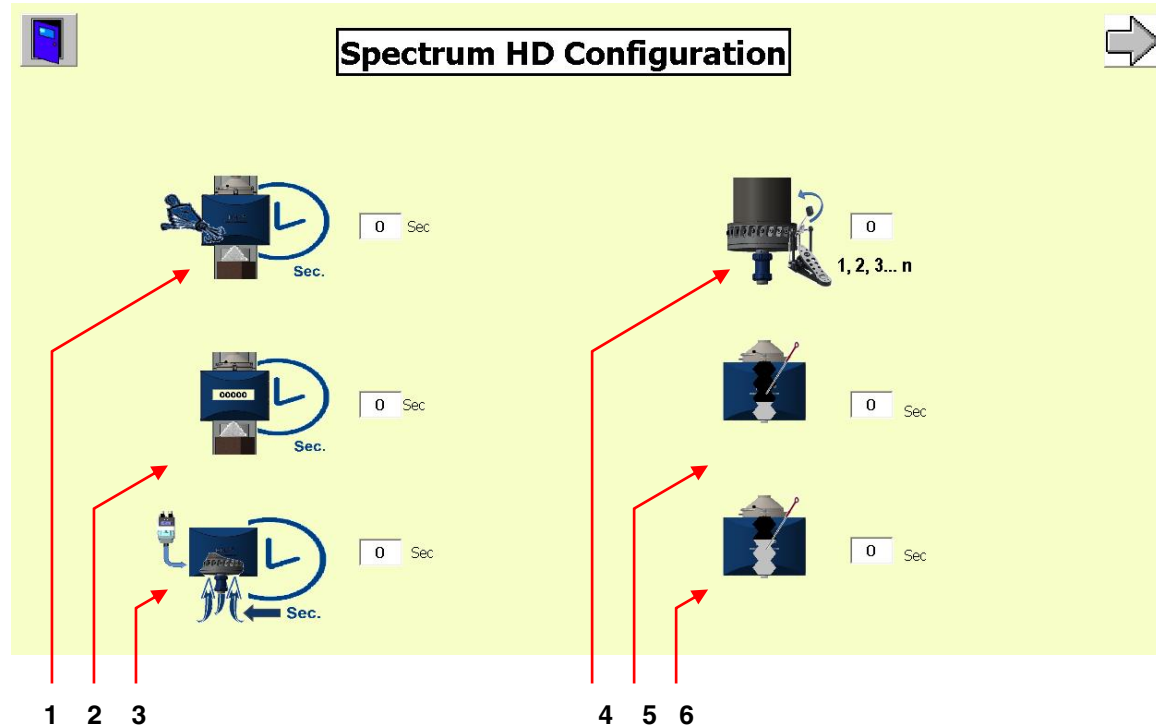 Spectrum HD Configuration
Sec.
0 Sec
0
1, 2, 3... n
00000
Sec.
0 Sec
0 Sec
Sec.
0 Sec
0 Sec
1 2 3 4 5 6